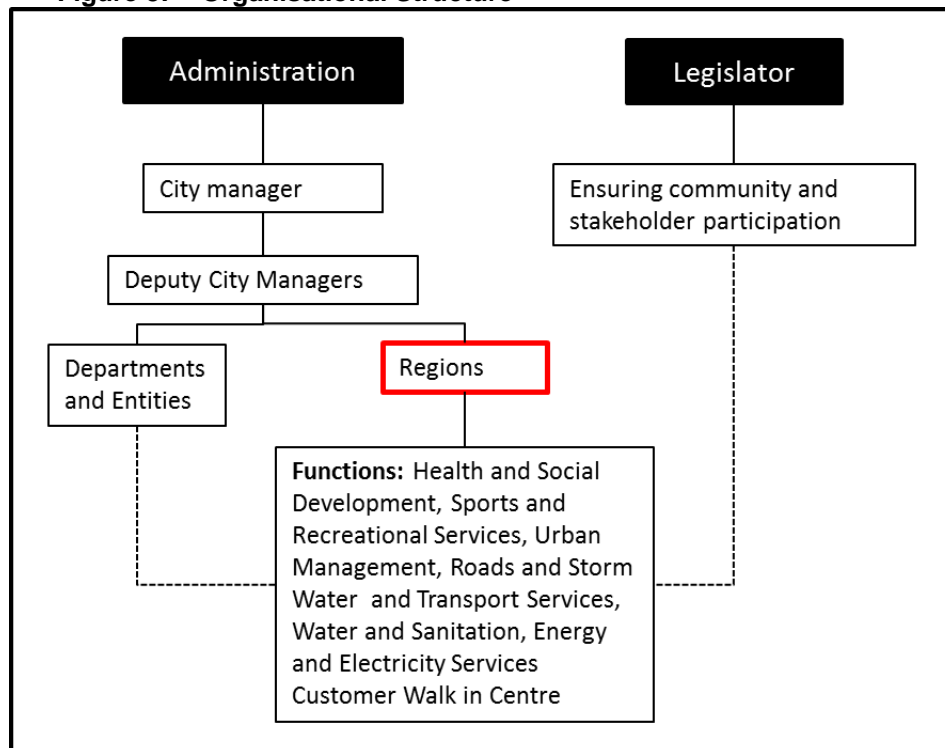 Figure 3. Organisational Structure
Administration
Legislator
City manager
Ensuring community and
stakeholder participation
Deputy City Managers
Departments
and Entities
Regions
Functions: Health and Social
Development, Sports and
Recreational Services, Urban
Management, Roads and Storm
Water and Transport Services,
Water and Sanitation, Energy
and Electricity Services
Customer Walk in Centre